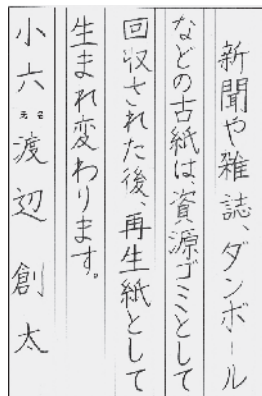 新聞や雑誌、ダンボール
などの古紙は、資源ゴミとして
回収された後、再生紙として
生まれ変わります。
小六 渡辺 創太